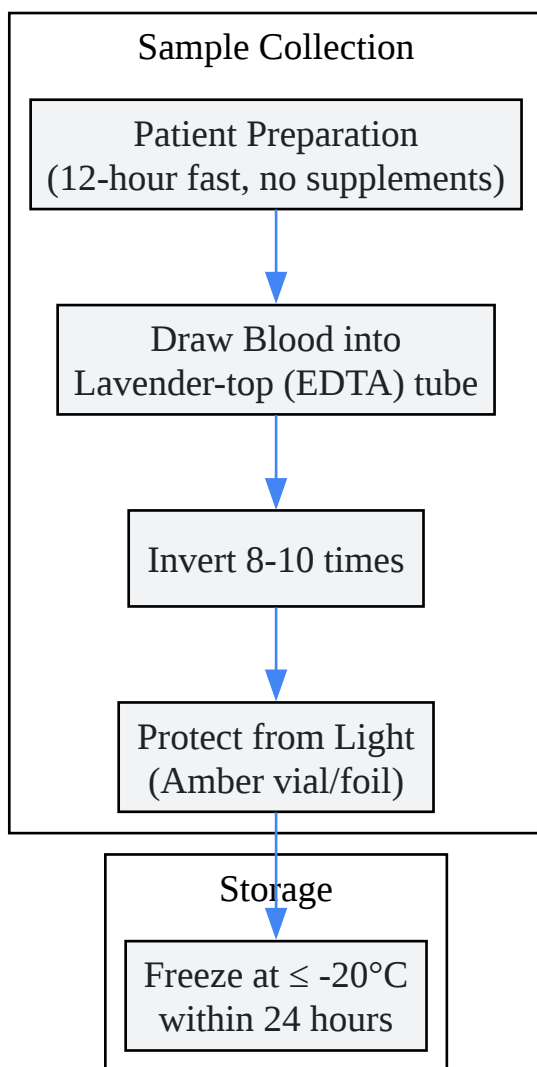 Sample Collection
Patient Preparation
(12-hour fast, no supplements)
Draw Blood into
Lavender-top (EDTA) tube
Invert 8-10 times
Protect from Light
(Amber vial/foil)
Storage
Freeze at ≤ -20°C
within 24 hours